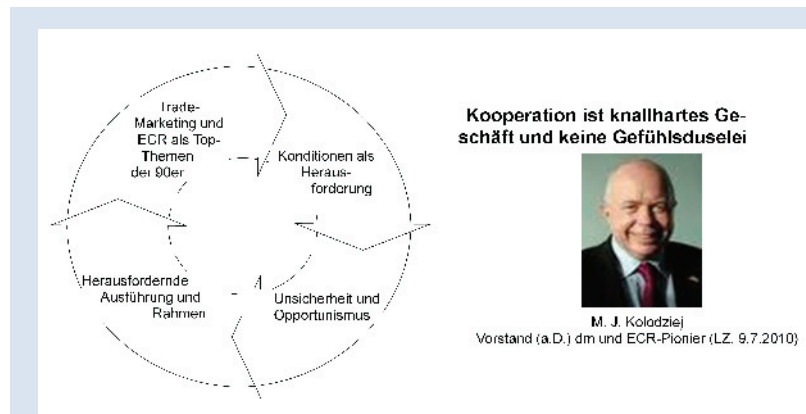 Trade-
Marketing und
ECR als Top-
Themen
der 90er
Konditionen als
Heraus-
forderung
Unsicherheit und
Opportunismus
Herausfordernde
Ausführung und
Rahmen
Kooperation ist knallhartes Ge-
schäft und keine Gefühlsduselei
M. J. Kolodziej
Vorstand (a.D.) dm und ECR-Pionier (LZ. 9.7.2010)